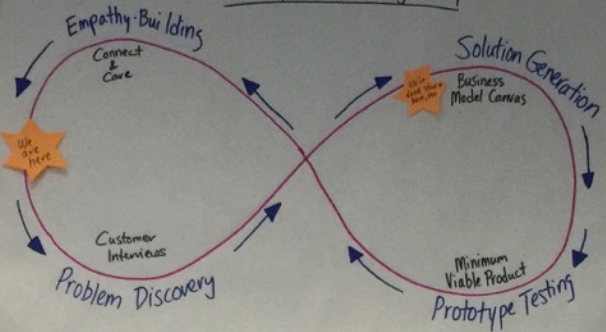 Empathy-Building
Connect
&
Care
We
are
here
Customer
Interviews
Problem Discovery
Solution Generation
Business
Model Canvas
Minimum
Viable Product
Prototype Testing